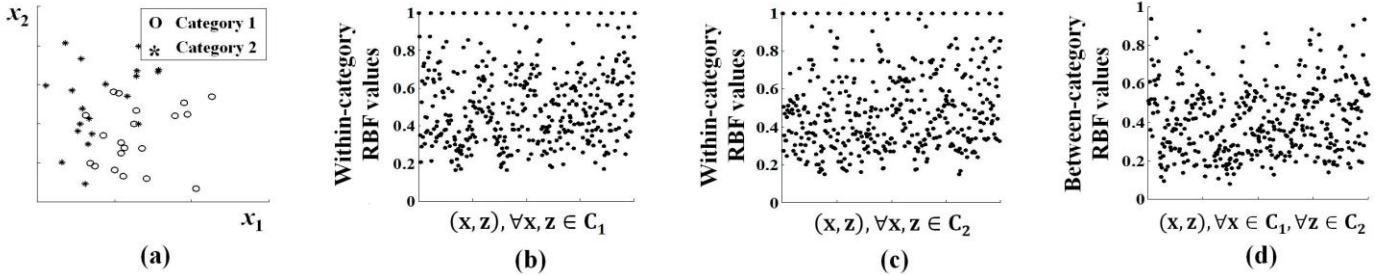 x₂
O Category 1
* Category 2
x₁
(a)
Within-category
RBF values
1
0.8
0.6
0.4
0.2
0
(x, z), ∀x, z ∈ C₁
(b)
Within-category
RBF values
1
0.8
0.6
0.4
0.2
0
(x, z), ∀x, z ∈ C₂
(c)
Between-category
RBF values
1
0.8
0.6
0.4
0.2
0
(x, z), ∀x ∈ C₁, ∀z ∈ C₂
(d)